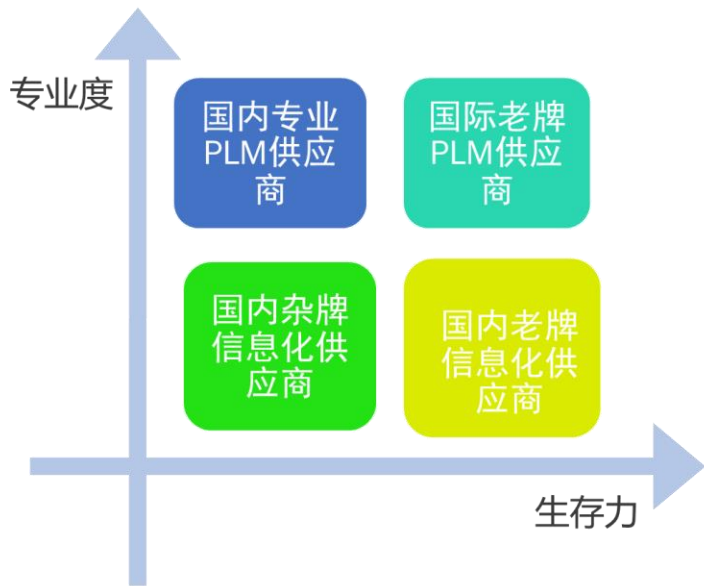 专业度
国内专业
PLM供应
商
国际老牌
PLM供应
商
国内杂牌
信息化供
应商
国内老牌
信息化供
应商
生存力